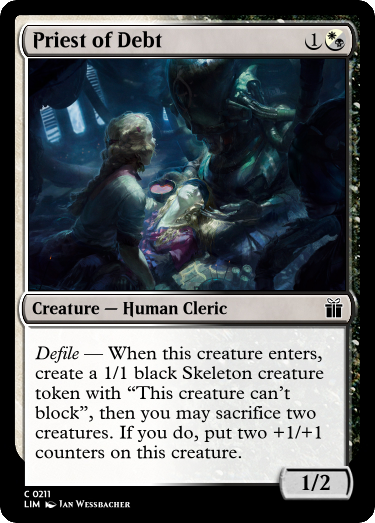 Priest of Debt 1
Creature — Human Cleric
Defile — When this creature enters,
create a 1/1 black Skeleton creature
token with “This creature can’t
block”, then you may sacrifice two
creatures. If you do, put two +1/+1
counters on this creature.
1/2
C 0211
LIM Ian Wessbacher